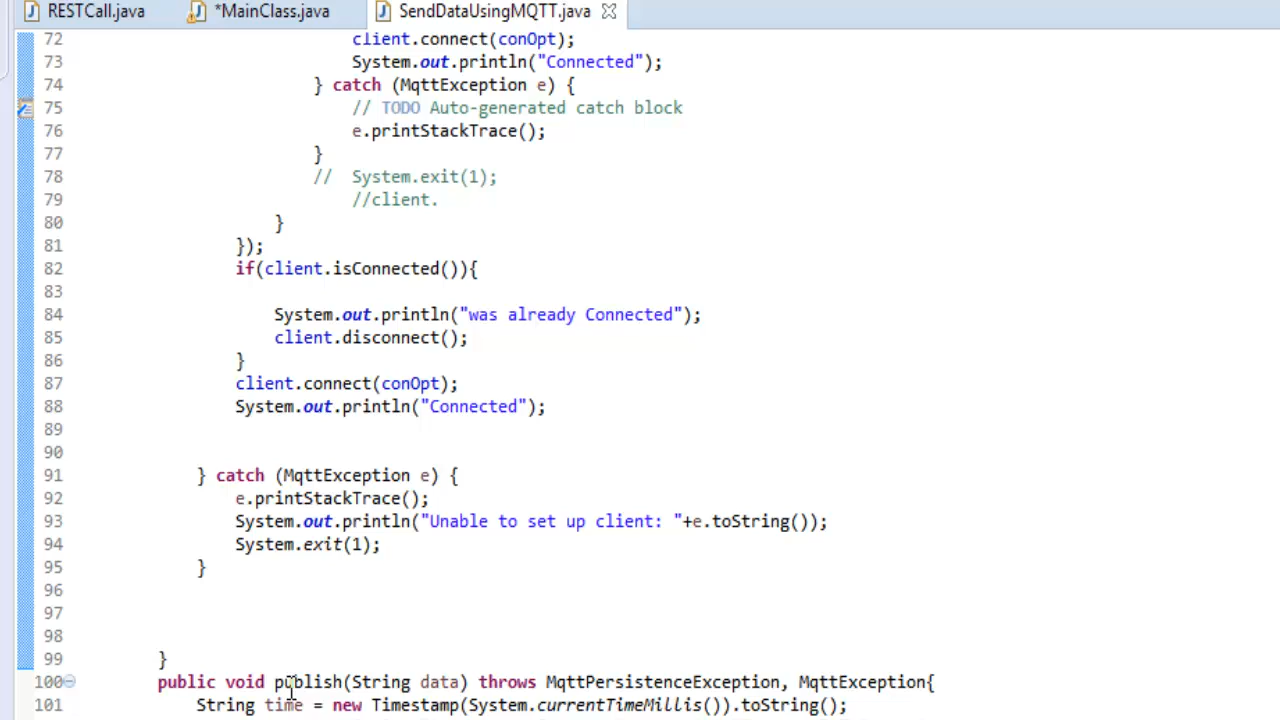 RESTCall.java *MainClass.java SendDataUsingMQTT.java
72 client.connect(conOpt);
73 System.out.println("Connected");
74 } catch (MqttException e) {
75 // TODO Auto-generated catch block
76 e.printStackTrace();
77 }
78 // System.exit(1);
79 //client.
80 }
81 });
82 if(client.isConnected()){
83
84 System.out.println("was already Connected");
85 client.disconnect();
86 }
87 client.connect(conOpt);
88 System.out.println("Connected");
89
90
91 } catch (MqttException e) {
92 e.printStackTrace();
93 System.out.println("Unable to set up client: "+e.toString());
94 System.exit(1);
95 }
96
97
98
99 }
100 public void publish(String data) throws MqttPersistenceException, MqttException{
101 String time = new Timestamp(System.currentTimeMillis()).toString();